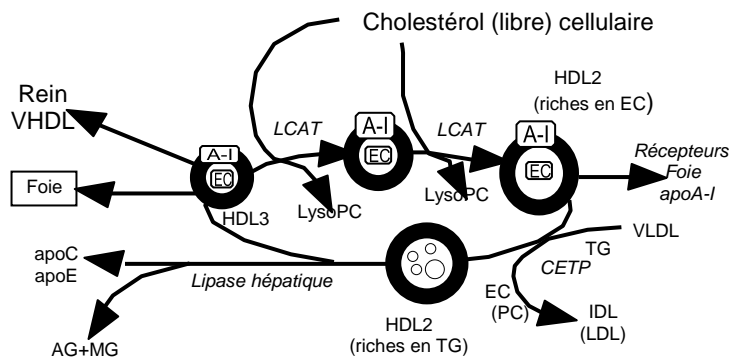 Cholestérol (libre) cellulaire
HDL2
(riches en EC)
Rein
VHDL
LCAT
LCAT
A-I
A-I
A-I
EC
EC
EC
Récepteurs
Foie
apoA-I
Foie
HDL3
LysoPC
LysoPC
VLDL
TG
CETP
apoC
apoE
Lipase hépatique
EC
(PC)
IDL
(LDL)
HDL2
(riches en TG)
AG+MG